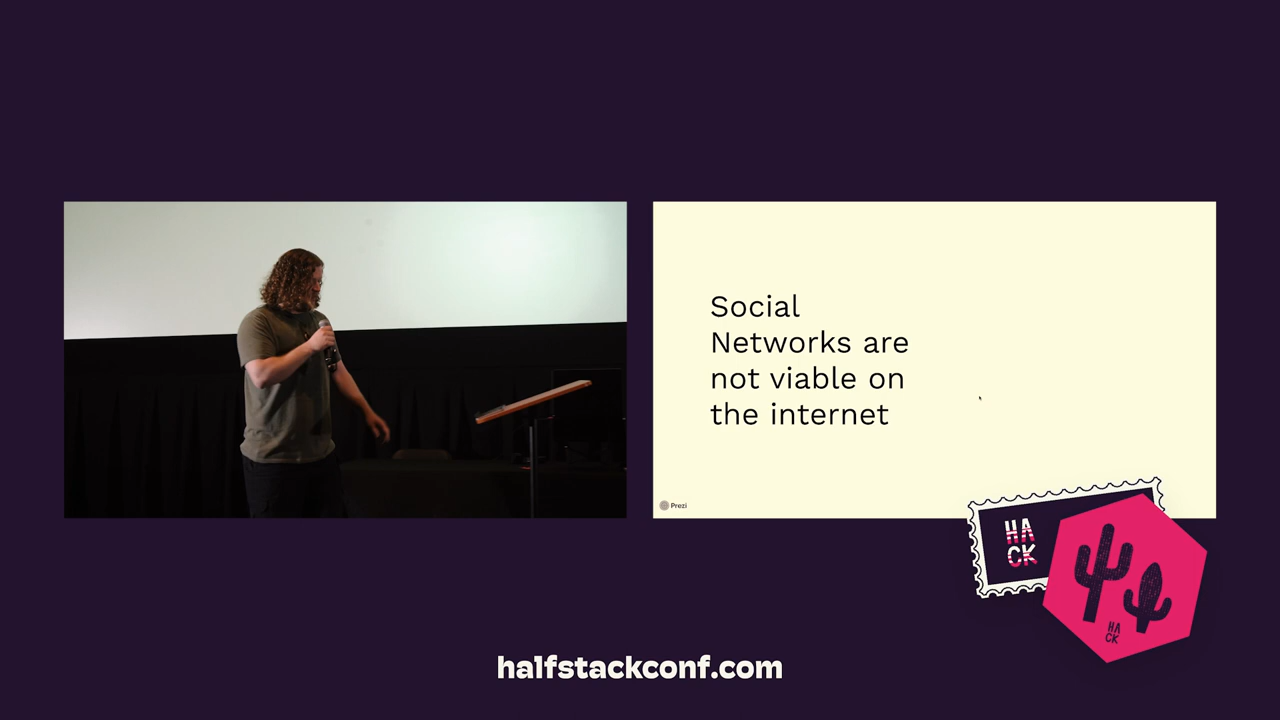 Social
Networks are
not viable on
the internet
Prezi
HA
CK
HA
CK
halfstackconf.com